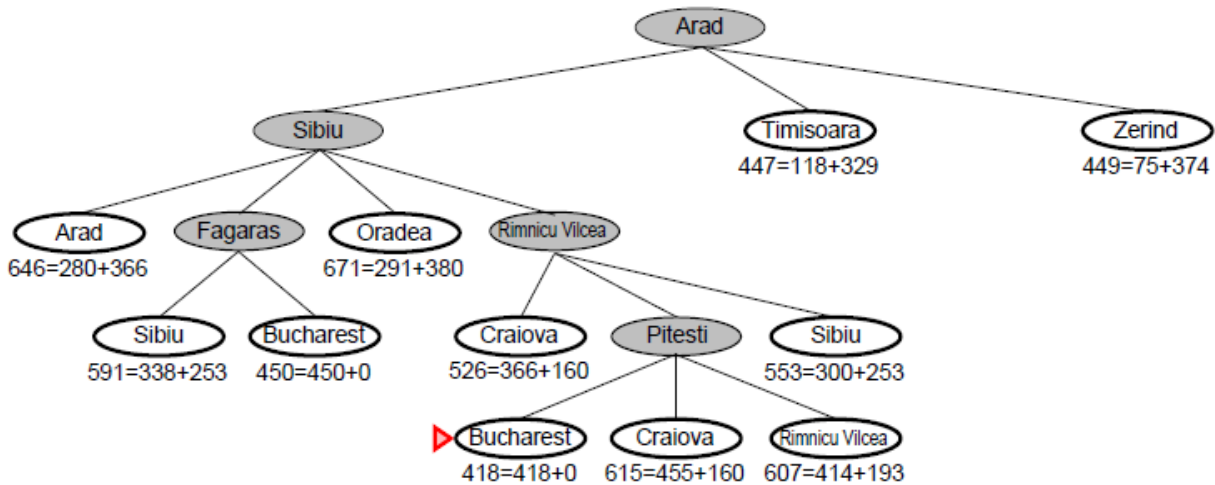 Arad
Sibiu
Timisoara
Zerind
447=118+329
449=75+374
Arad
Fagaras
Oradea
Rimnicu Vilcea
646=280+366
671=291+380
Sibiu
Bucharest
Craiova
Pitesti
Sibiu
591=338+253
450=450+0
526=366+160
553=300+253
Bucharest
Craiova
Rimnicu Vilcea
418=418+0
615=455+160
607=414+193